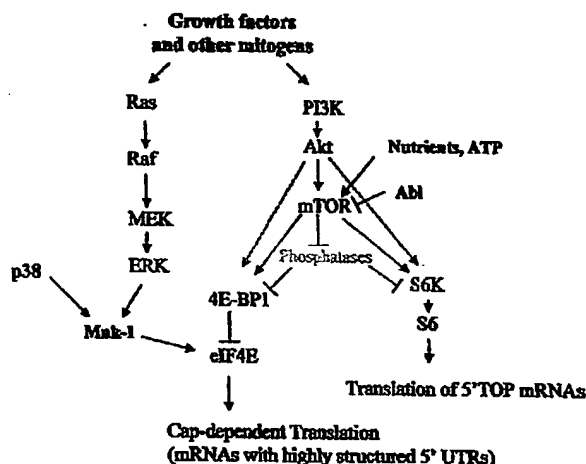 Growth factors
and other mitogens
Ras
PI3K
Raf
Akt
Nutrients, ATP
mTOR
Abl
MEK
Phosphatases
ERK
p38
4E-BP1
S6K
Mnk-1
eIF4E
S6
Translation of 5'TOP mRNAs
Cap-dependent Translation
(mRNAs with highly structured 5' UTRs)